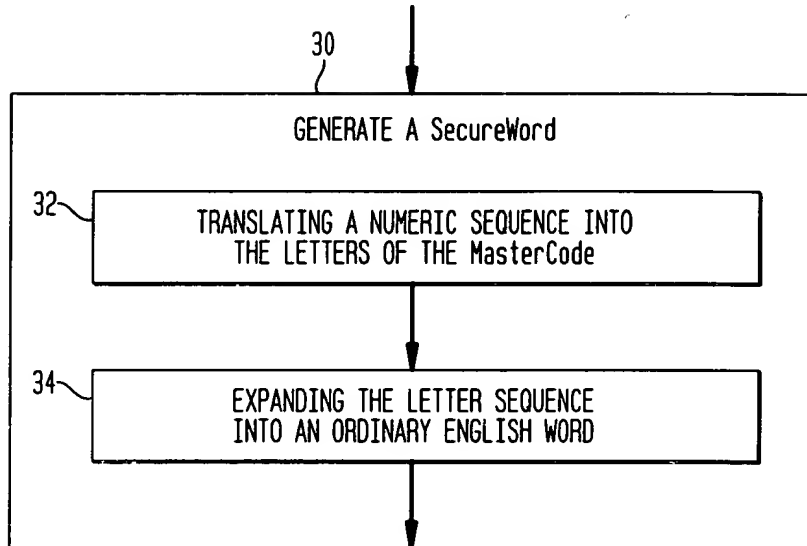 30
GENERATE A SecureWord
32
TRANSLATING A NUMERIC SEQUENCE INTO
THE LETTERS OF THE MasterCode
34
EXPANDING THE LETTER SEQUENCE
INTO AN ORDINARY ENGLISH WORD